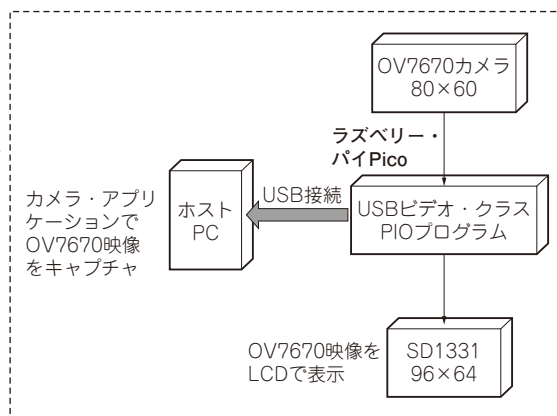 OV7670カメラ
80×60
ラズベリー・
パイPico
カメラ・アプリ
ケーションで
OV7670映像
をキャプチャ
ホスト
PC
USB接続
USBビデオ・クラス
PIOプログラム
OV7670映像を
LCDで表示
SD1331
96×64